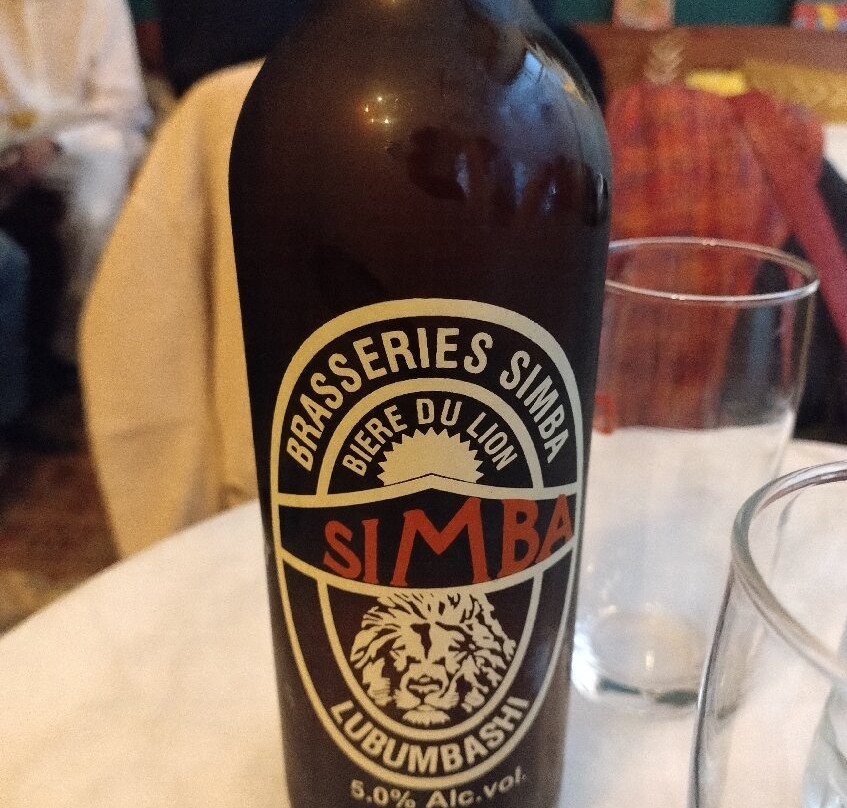 BRASSERIES SIMBA
BIERE DU LION
SIMBA
LUBUMBASHI
5.0% Alc.vol.